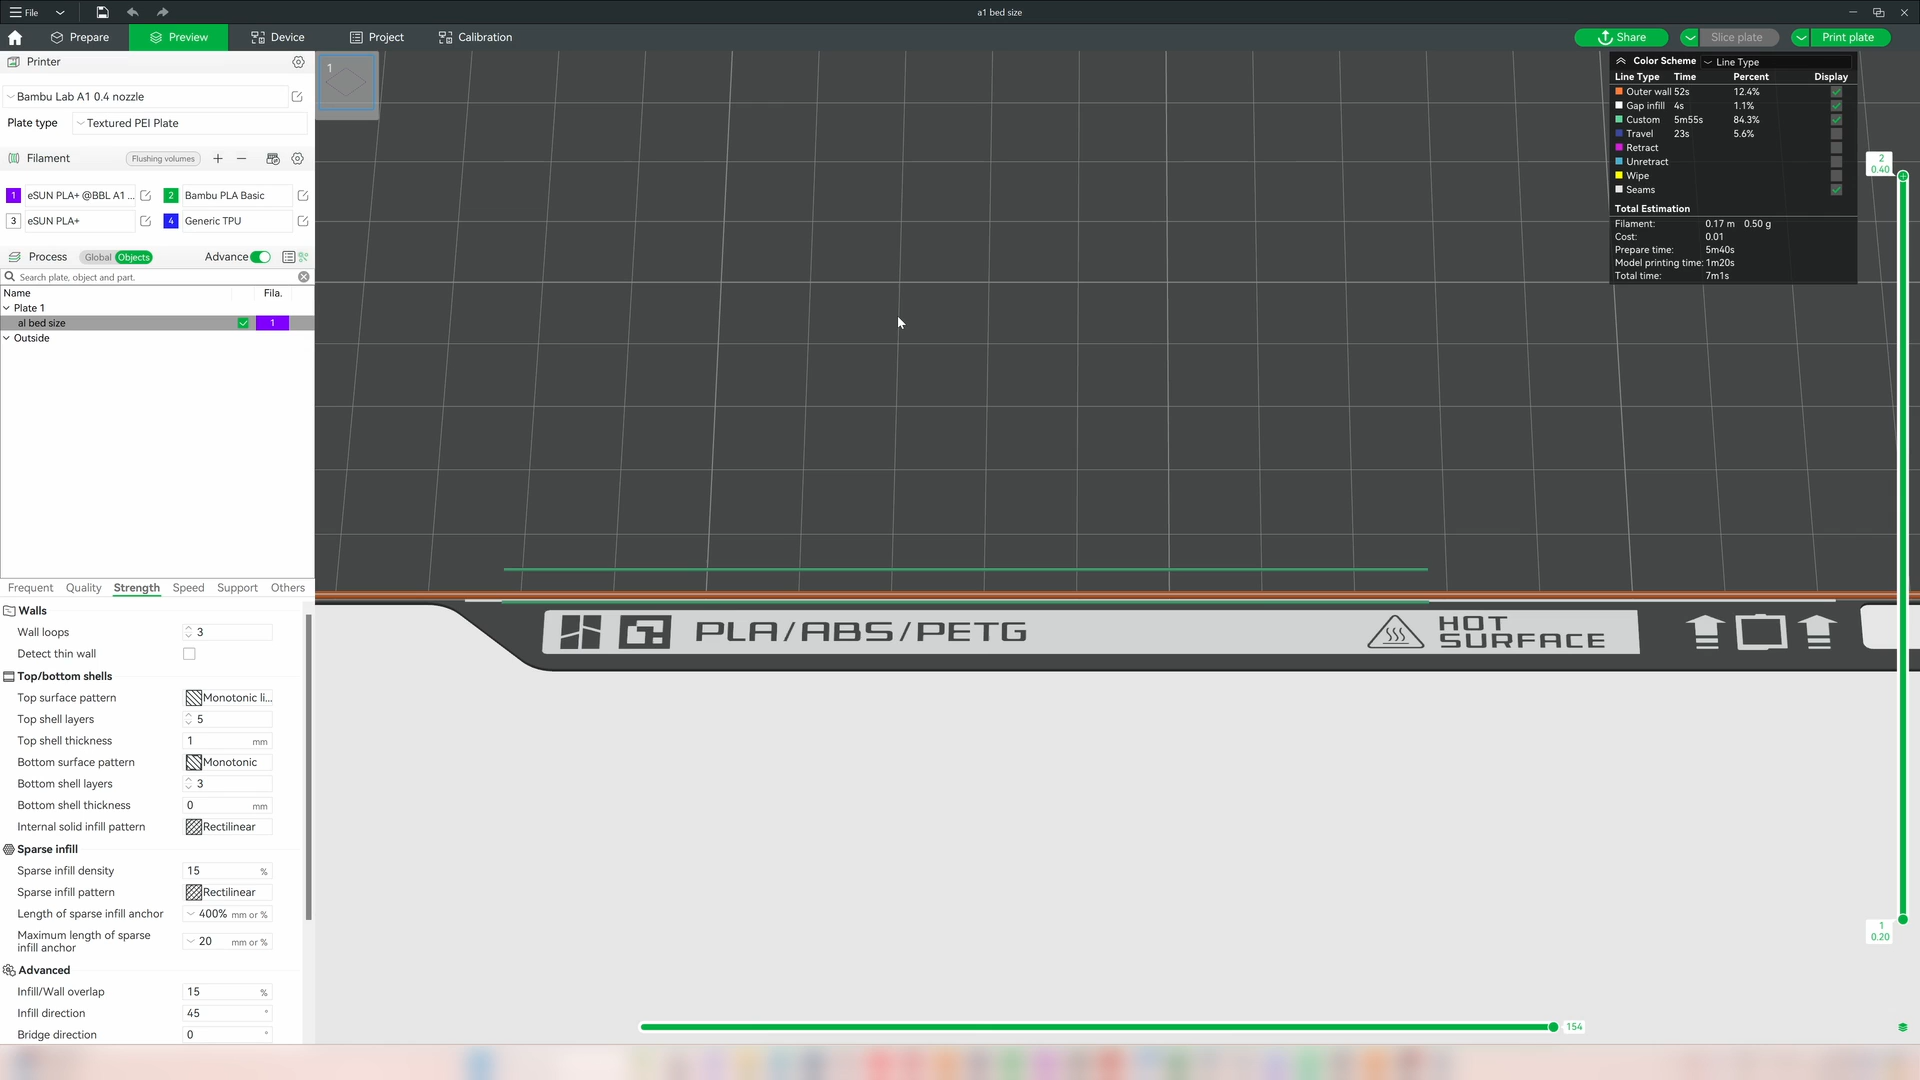 File
a1 bed size
Prepare
Preview
Device
Project
Calibration
Share
Slice plate
Print plate
Printer
Bambu Lab A1 0.4 nozzle
Plate type
Textured PEI Plate
Filament
Flushing volumes
1
eSUN PLA+ @BBL A1 ...
2
Bambu PLA Basic
3
eSUN PLA+
4
Generic TPU
Process
Global
Objects
Advance
Search plate, object and part.
Name
Fila.
Plate 1
a1 bed size
1
Outside
Frequent
Quality
Strength
Speed
Support
Others
Walls
Wall loops
3
Detect thin wall
Top/bottom shells
Top surface pattern
Monotonic li...
Top shell layers
5
Top shell thickness
1
mm
Bottom surface pattern
Monotonic
Bottom shell layers
3
Bottom shell thickness
0
mm
Internal solid infill pattern
Rectilinear
Sparse infill
Sparse infill density
15
%
Sparse infill pattern
Rectilinear
Length of sparse infill anchor
400%
mm or %
Maximum length of sparse
infill anchor
20
mm or %
Advanced
Infill/Wall overlap
15
%
Infill direction
45
°
Bridge direction
0
°
1
PLA/ABS/PETG
HOT
SURFACE
154
Color Scheme
Line Type
Line Type Time Percent Display
Outer wall 52s 12.4%
Gap infill 4s 1.1%
Custom 5m55s 84.3%
Travel 23s 5.6%
Retract
Unretract
Wipe
Seams
Total Estimation
Filament: 0.17 m 0.50 g
Cost: 0.01
Prepare time: 5m40s
Model printing time: 1m20s
Total time: 7m1s
2
0.40
1
0.20